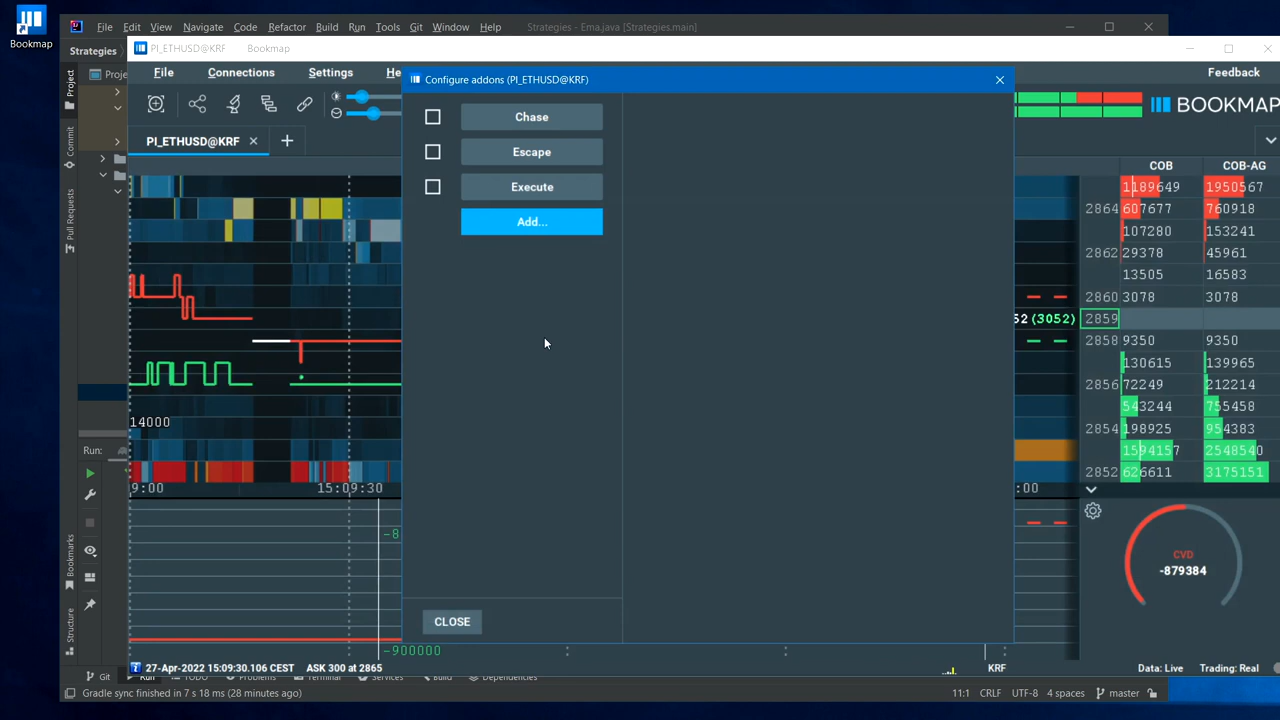 Bookmap
File Edit View Navigate Code Refactor Build Run Tools Git Window Help Strategies - Ema.java [Strategies.main]
Strategies
PI_ETHUSD@KRF Bookmap
File Connections Settings He
Feedback
Configure addons (PI_ETHUSD@KRF)
Project
Commit
Pull Requests
Bookmarks
Structure
Proje
PI_ETHUSD@KRF
BOOKMAP
Chase
Escape
Execute
Add...
CLOSE
COB COB-AG
1189649 1950567
2864 607677 760918
107280 153241
2862 29378 45961
13505 16583
2860 3078 3078
52(3052) 2859
2858 9350 9350
130615 139965
2856 72249 212214
543244 755458
2854 198925 954383
1594157 2548540
2852 626611 3175151
14000
Run:
9:00 15:09:30 :00
-8
CVD
-879384
-900000
27-Apr-2022 15:09:30.106 CEST ASK 300 at 2865 KRF Data: Live Trading: Real
Git Run TODO Problems Terminal Services Build Dependencies
Gradle sync finished in 7 s 18 ms (28 minutes ago) 11:1 CRLF UTF-8 4 spaces master